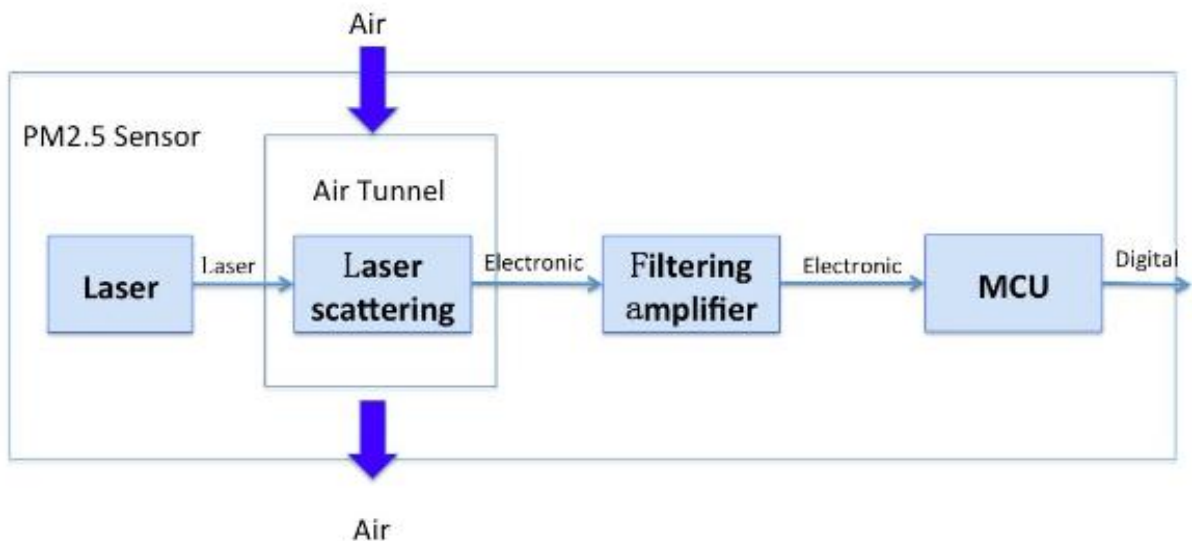 Air
PM2.5 Sensor
Air Tunnel
Laser
Laser
Laser
scattering
Electronic
Filtering
amplifier
Electronic
MCU
Digital
Air